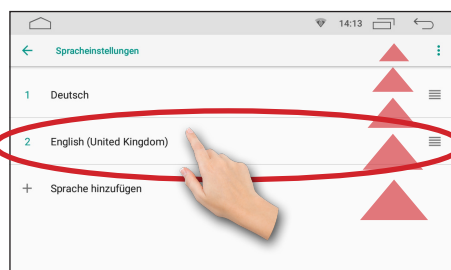 14:13
Spracheinstellungen
1 Deutsch
2 English (United Kingdom)
+ Sprache hinzufügen